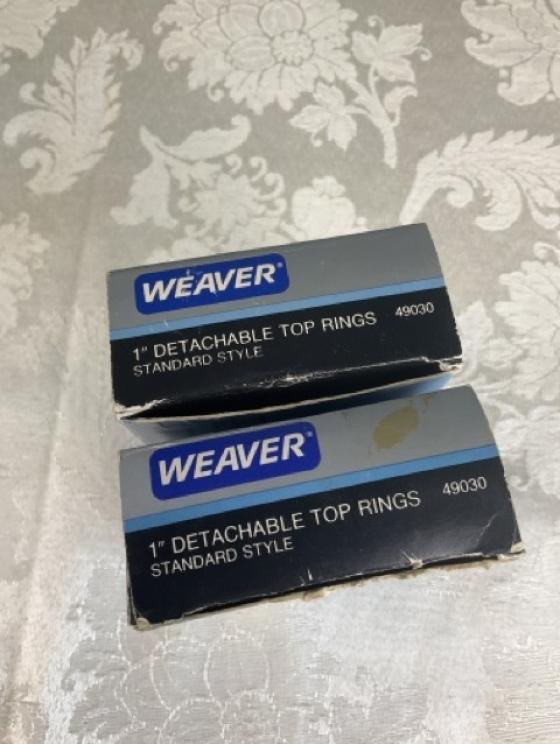 WEAVER®
1" DETACHABLE TOP RINGS 49030
STANDARD STYLE
WEAVER®
1" DETACHABLE TOP RINGS 49030
STANDARD STYLE